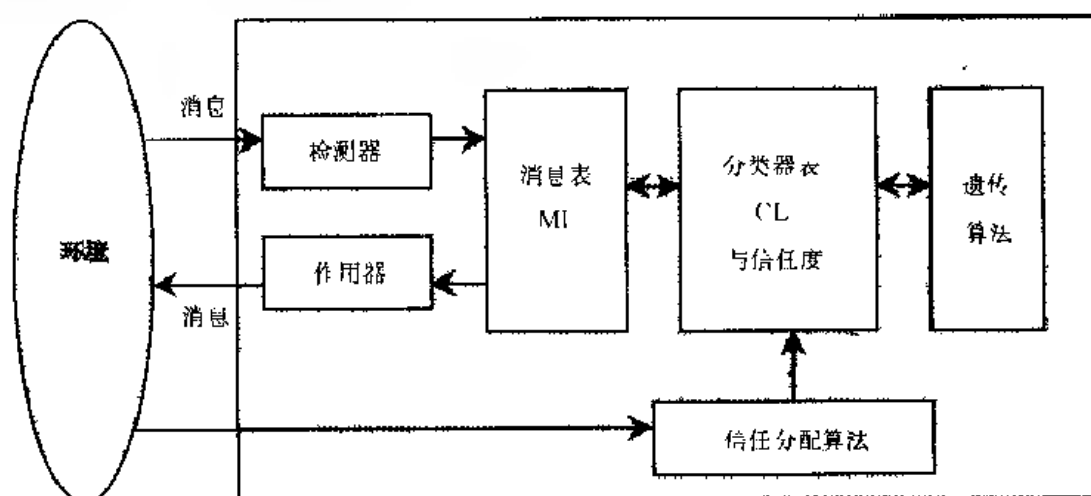 消息
检测器
消息表
MI
分类器表
CL
与信任度
遗传
算法
环境
作用器
消息
信任分配算法